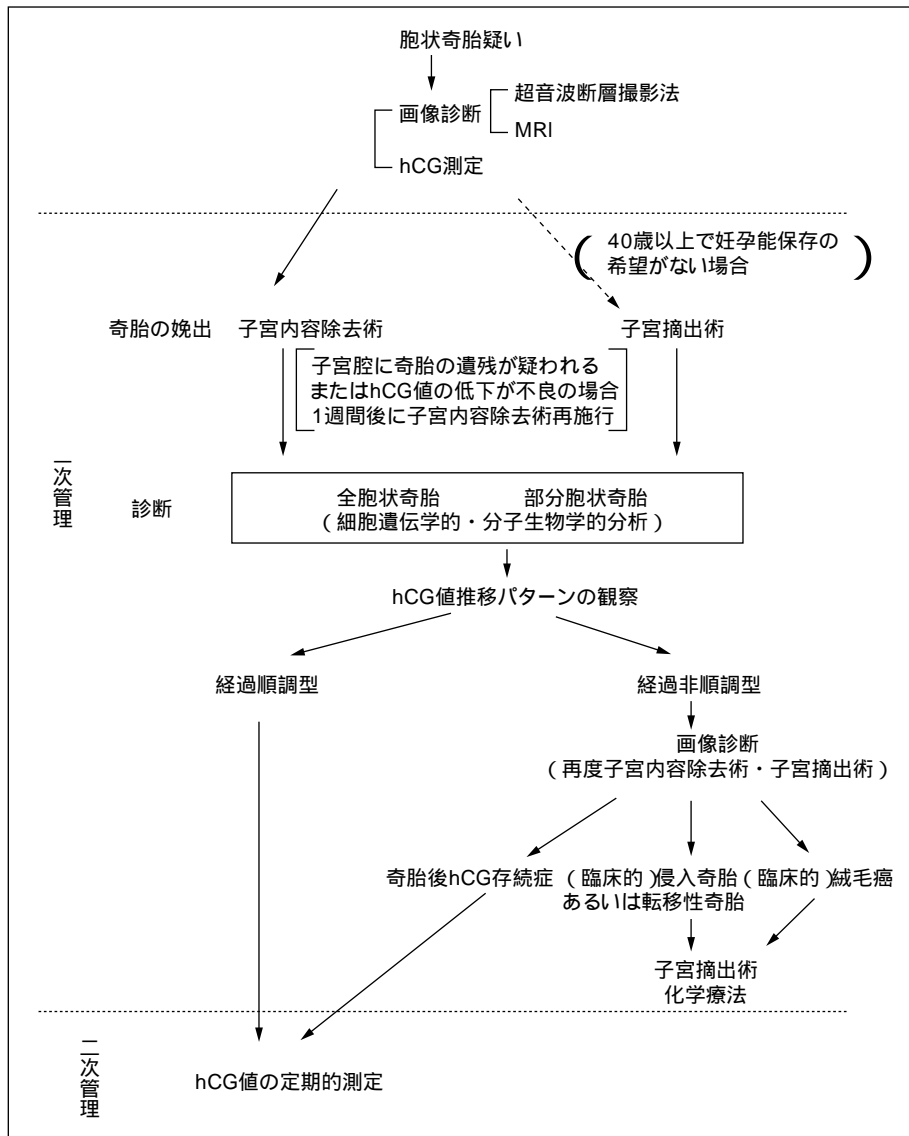 胞状奇胎疑い
画像診断
超音波断層撮影法
MRI
hCG測定
(40歳以上で妊孕能保存の
希望がない場合)
奇胎の娩出 子宮内容除去術
子宮摘出術
子宮腔に奇胎の遺残が疑われる
またはhCG値の低下が不良の場合
1週間後に子宮内容除去術再施行
一次管理
診断
全胞状奇胎 部分胞状奇胎
(細胞遺伝学的・分子生物学的分析)
hCG値推移パターンの観察
経過順調型
経過非順調型
画像診断
(再度子宮内容除去術・子宮摘出術)
奇胎後hCG存続症 (臨床的)侵入奇胎(臨床的)絨毛癌
あるいは転移性奇胎
子宮摘出術
化学療法
二次管理
hCG値の定期的測定